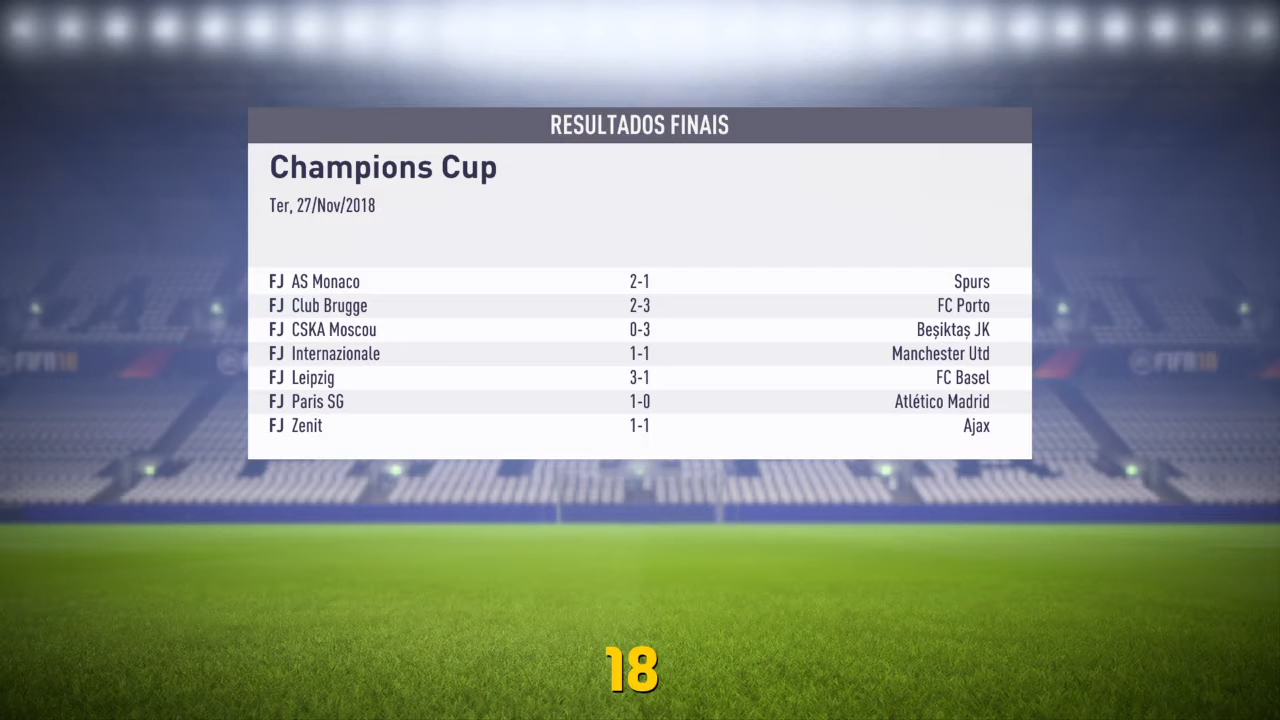 RESULTADOS FINAIS
Champions Cup
Ter, 27/Nov/2018
FJ AS Monaco 2-1 Spurs
FJ Club Brugge 2-3 FC Porto
FJ CSKA Moscou 0-3 Beşiktaş JK
FJ Internazionale 1-1 Manchester Utd
FJ Leipzig 3-1 FC Basel
FJ Paris SG 1-0 Atlético Madrid
FJ Zenit 1-1 Ajax
FIFA18 FIFA18
18